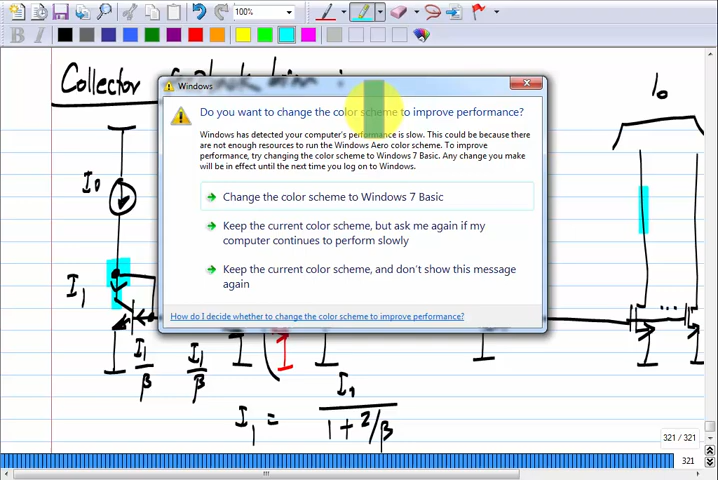 100%
B I
Collector
Windows
Do you want to change the color scheme to improve performance?
Windows has detected your computer's performance is slow. This could be because there
are not enough resources to run the Windows Aero color scheme. To improve
performance, try changing the color scheme to Windows 7 Basic. Any change you make
will be in effect until the next time you log on to Windows.
Change the color scheme to Windows 7 Basic
Keep the current color scheme, but ask me again if my
computer continues to perform slowly
Keep the current color scheme, and don't show this message
again
How do I decide whether to change the color scheme to improve performance?
I0
I0
I1
...
I1/β
I1/β
I1 = I0 / 1 + 2/β
321 / 321
321